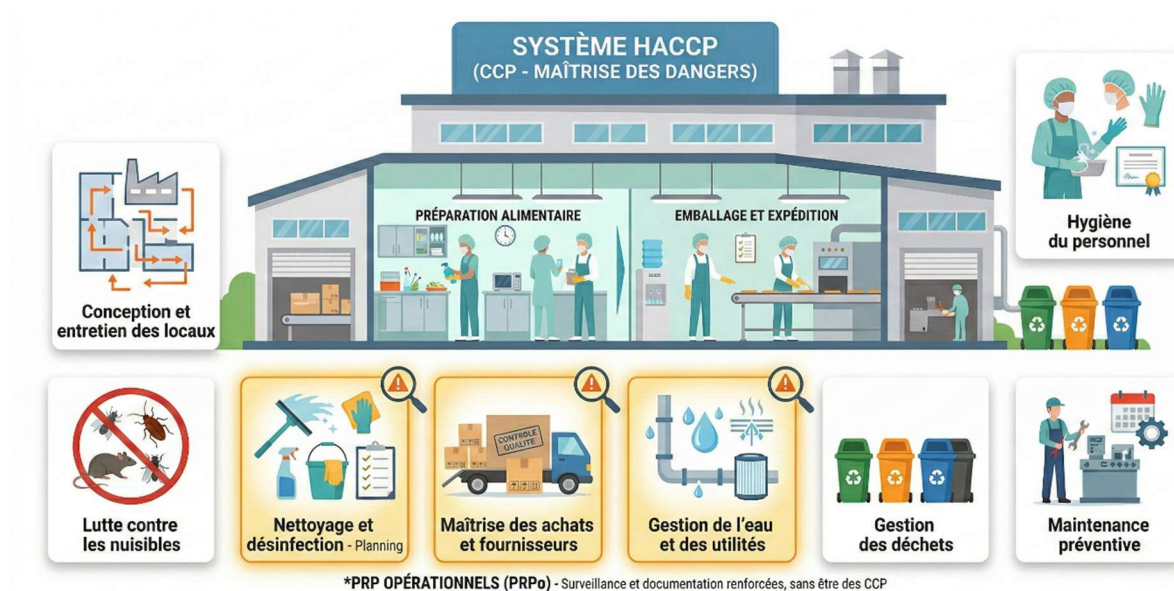 SYSTÈME HACCP
(CCP - MAÎTRISE DES DANGERS)
PRÉPARATION ALIMENTAIRE
EMBALLAGE ET EXPÉDITION
Conception et
entretien des locaux
Hygiène
du personnel
Lutte contre
les nuisibles
Nettoyage et
désinfection - Planning
CONTRÔLE
QUALITÉ
Maîtrise des achats
et fournisseurs
Gestion de l'eau
et des utilités
Gestion
des déchets
Maintenance
préventive
*PRP OPÉRATIONNELS (PRPo) - Surveillance et documentation renforcées, sans être des CCP